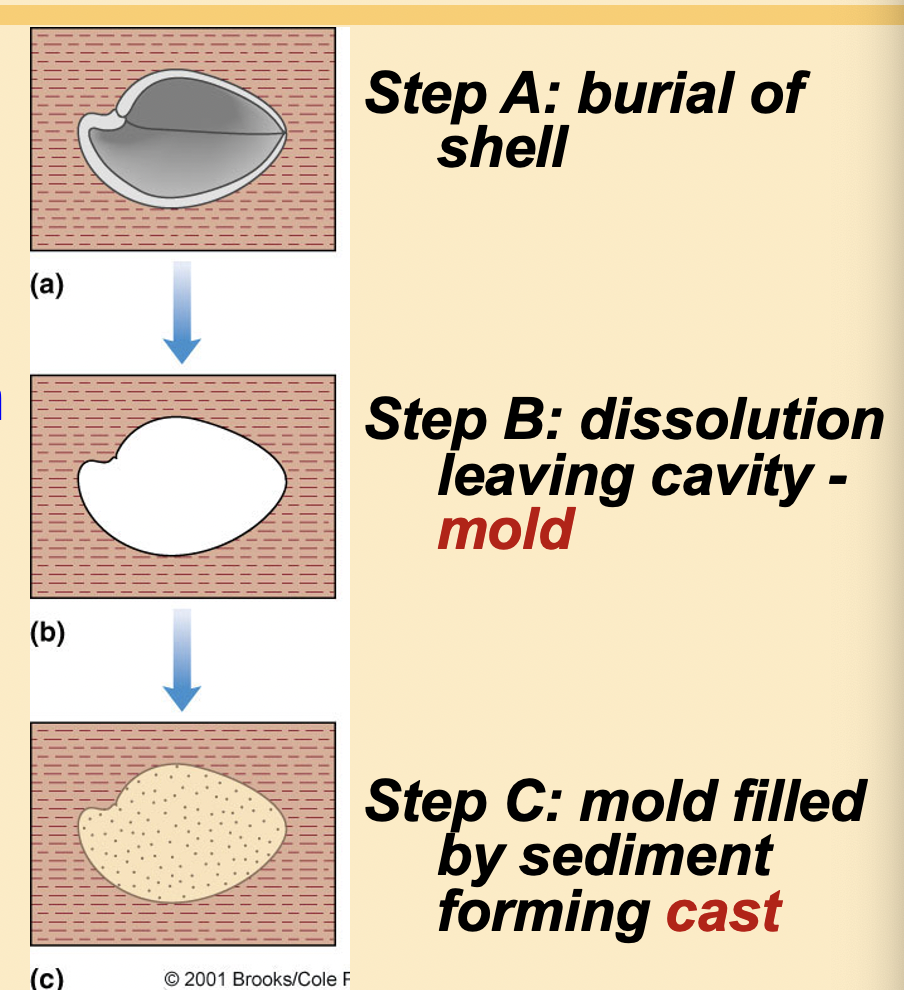 Step A: burial of
shell
(a)
Step B: dissolution
leaving cavity -
mold
(b)
Step C: mold filled
by sediment
forming cast
(c)
© 2001 Brooks/Cole